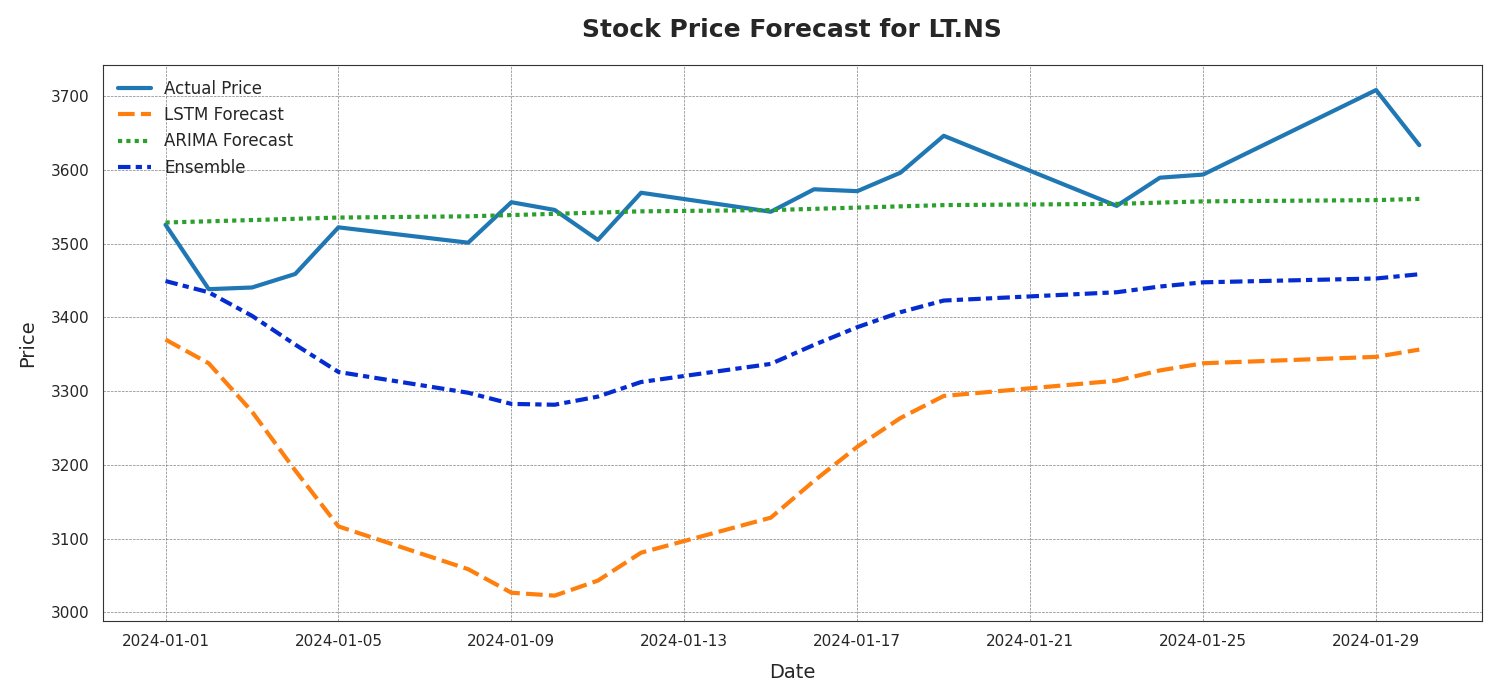 Stock Price Forecast for LT.NS
Actual Price
LSTM Forecast
ARIMA Forecast
Ensemble
3700
3600
3500
3400
3300
3200
3100
3000
Price
2024-01-01 2024-01-05 2024-01-09 2024-01-13 2024-01-17 2024-01-21 2024-01-25 2024-01-29
Date